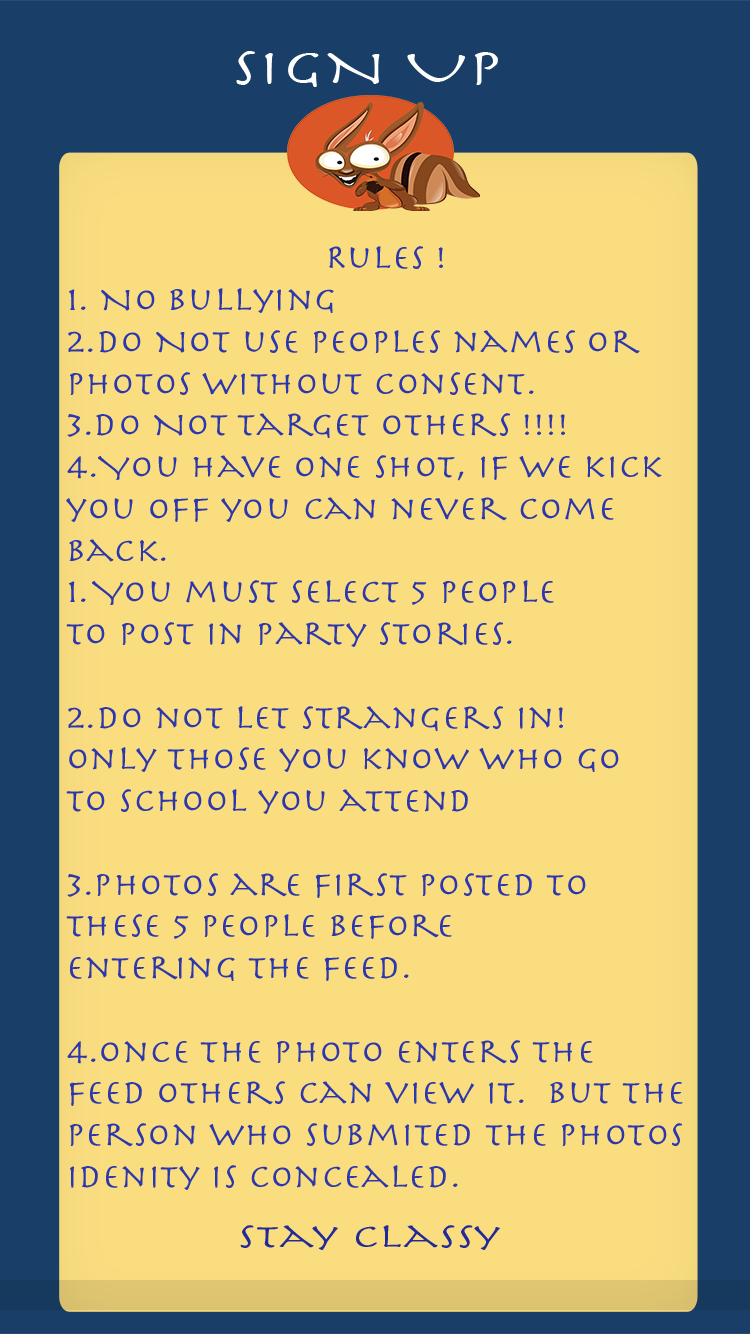 SIGN UP
RULES !
1. NO BULLYING
2.DO NOT USE PEOPLES NAMES OR
PHOTOS WITHOUT CONSENT.
3.DO NOT TARGET OTHERS !!!!
4.YOU HAVE ONE SHOT, IF WE KICK
YOU OFF YOU CAN NEVER COME
BACK.
1.YOU MUST SELECT 5 PEOPLE
TO POST IN PARTY STORIES.
2.DO NOT LET STRANGERS IN!
ONLY THOSE YOU KNOW WHO GO
TO SCHOOL YOU ATTEND
3.PHOTOS ARE FIRST POSTED TO
THESE 5 PEOPLE BEFORE
ENTERING THE FEED.
4.ONCE THE PHOTO ENTERS THE
FEED OTHERS CAN VIEW IT. BUT THE
PERSON WHO SUBMITED THE PHOTOS
IDENITY IS CONCEALED.
STAY CLASSY